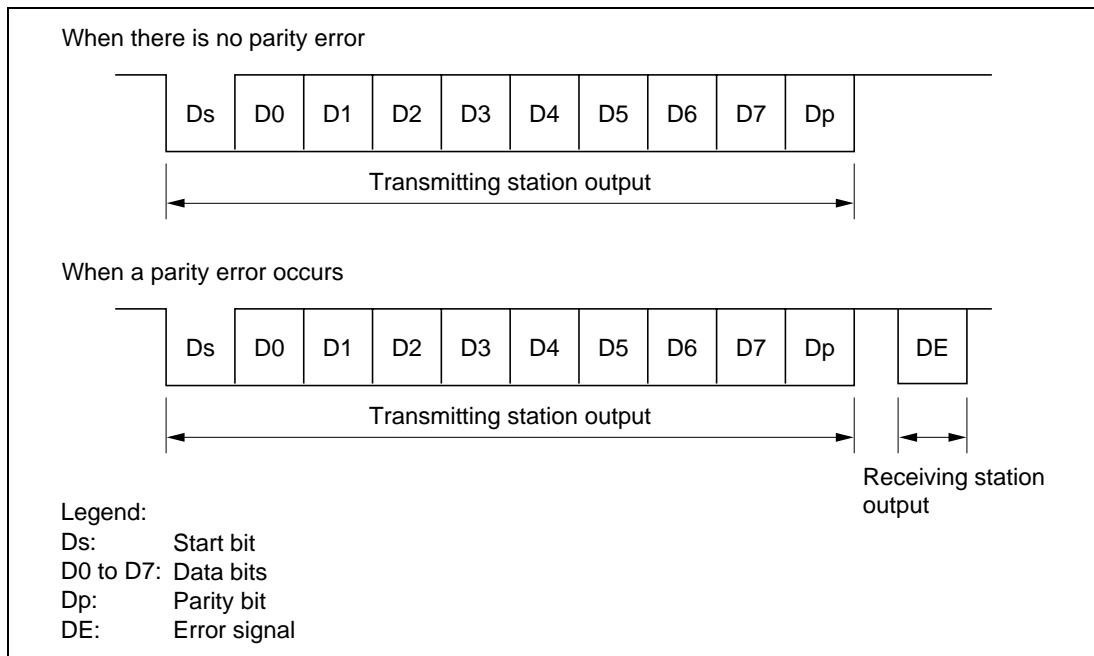 When there is no parity error
Ds D0 D1 D2 D3 D4 D5 D6 D7 Dp
Transmitting station output
When a parity error occurs
Ds D0 D1 D2 D3 D4 D5 D6 D7 Dp DE
Transmitting station output
Receiving station
output
Legend:
Ds: Start bit
D0 to D7: Data bits
Dp: Parity bit
DE: Error signal